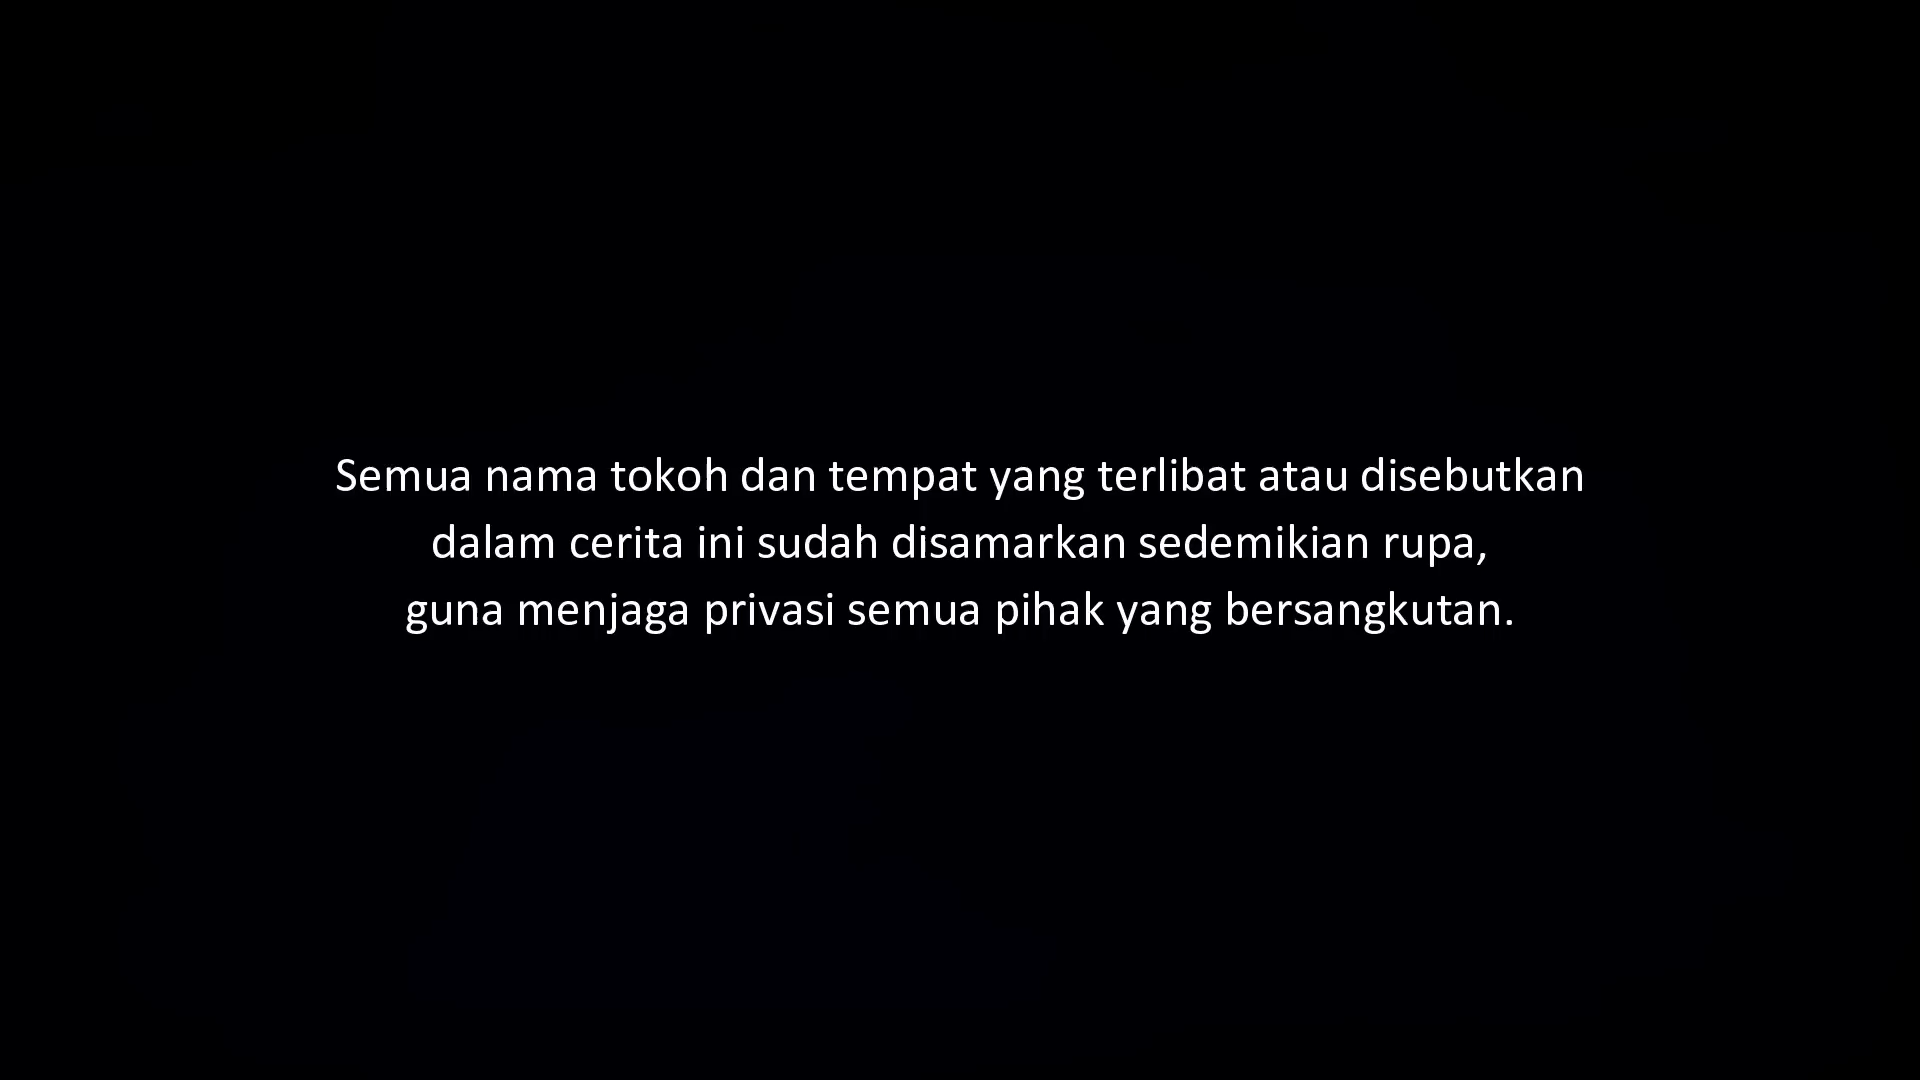 Semua nama tokoh dan tempat yang terlibat atau disebutkan
dalam cerita ini sudah disamarkan sedemikian rupa,
guna menjaga privasi semua pihak yang bersangkutan.